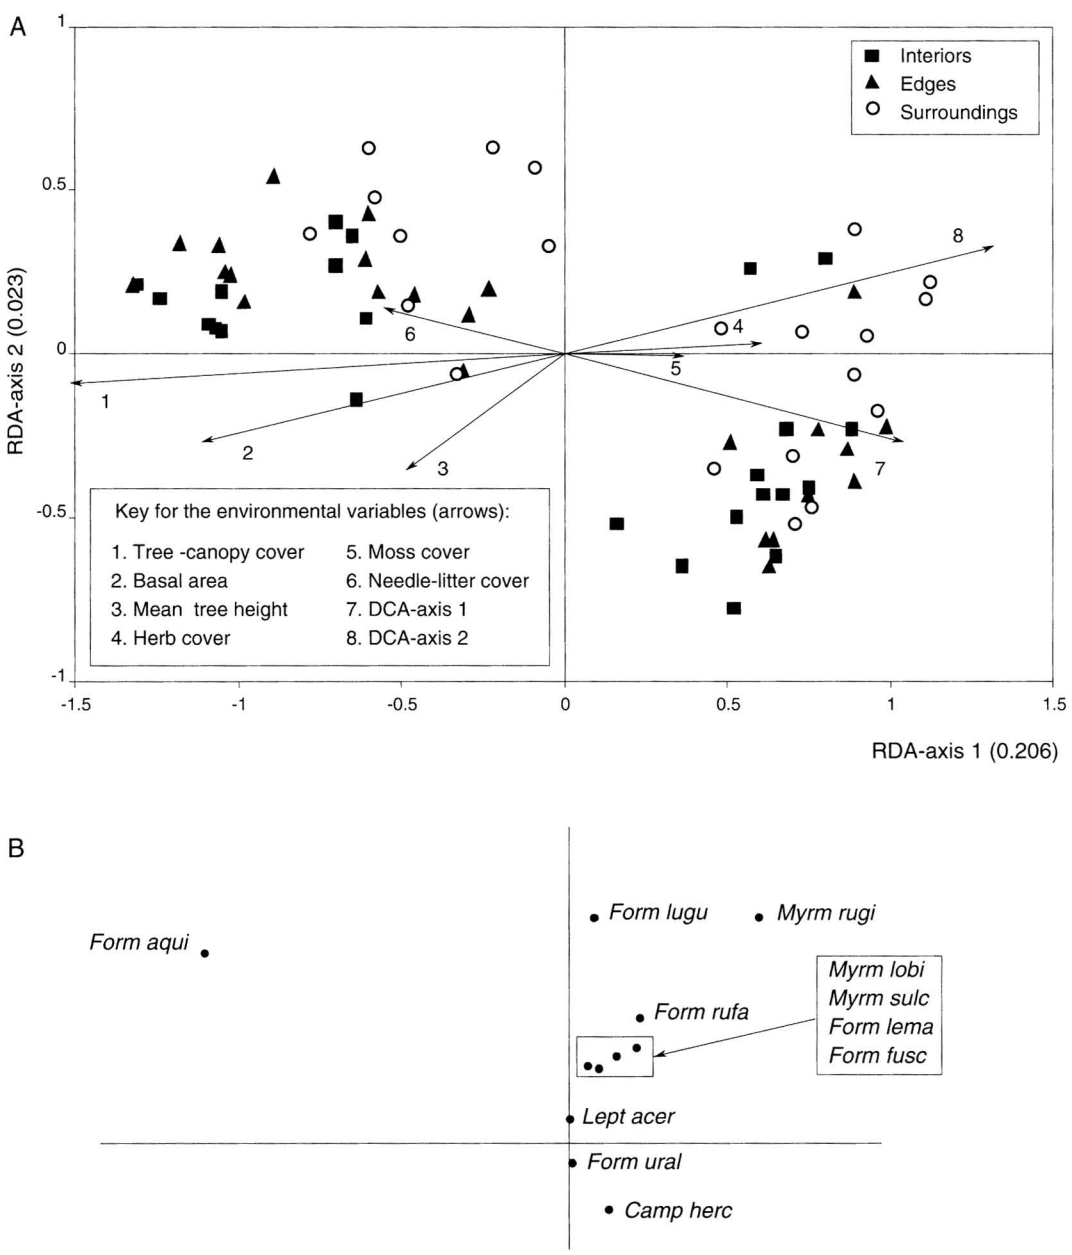 A
1
Interiors
Edges
Surroundings
0.5
8
4
6
0
5
1
2
3
7
RDA-axis 2 (0.023)
-0.5
Key for the environmental variables (arrows):
1. Tree -canopy cover
2. Basal area
3. Mean tree height
4. Herb cover
5. Moss cover
6. Needle-litter cover
7. DCA-axis 1
8. DCA-axis 2
-1
-1.5 -1 -0.5 0 0.5 1 1.5
RDA-axis 1 (0.206)
B
Form lugu
Myrm rugi
Form aqui
Myrm lobi
Myrm sulc
Form lema
Form fusc
Form rufa
Lept acer
Form ural
Camp herc